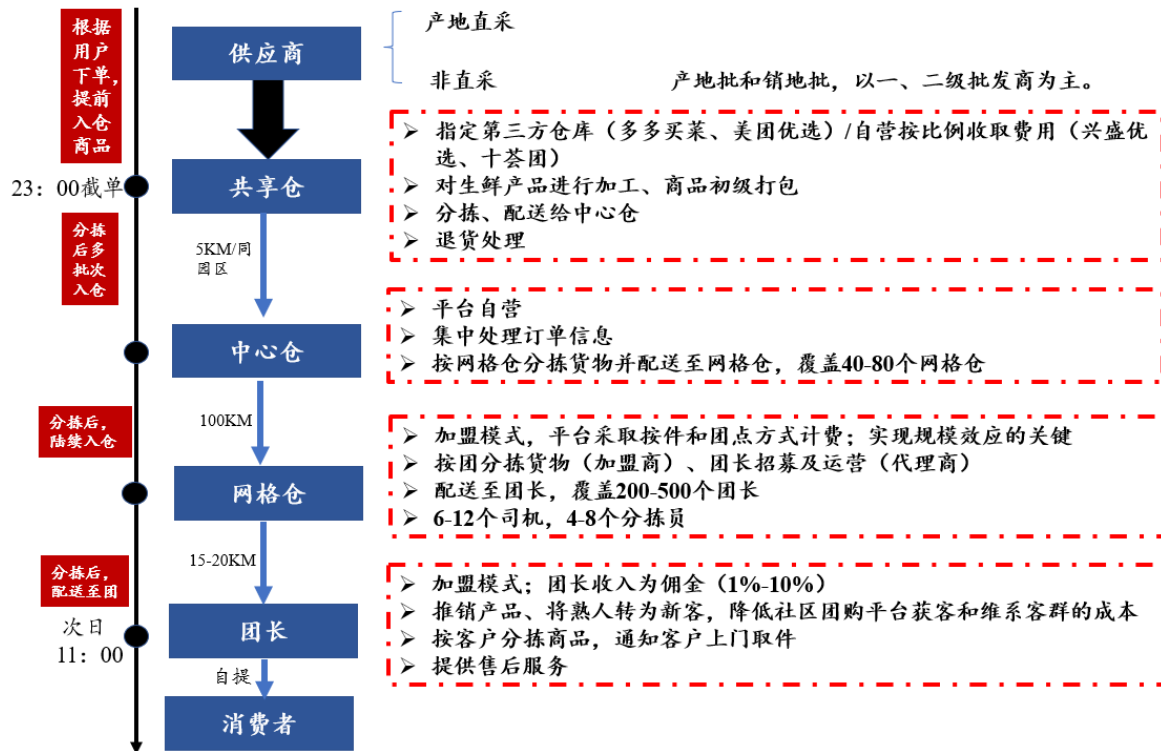 根据
用户
下单，
提前
入仓
商品
供应商
产地直采
非直采
产地批和销地批，以一、二级批发商为主。
23：00截单
共享仓
➢ 指定第三方仓库（多多买菜、美团优选）/自营按比例收取费用（兴盛优
选、十荟团）
➢ 对生鲜产品进行加工、商品初级打包
➢ 分拣、配送给中心仓
➢ 退货处理
分拣
后多
批次
入仓
5KM/同
园区
中心仓
➢ 平台自营
➢ 集中处理订单信息
➢ 按网格仓分拣货物并配送至网格仓，覆盖40-80个网格仓
分拣后，
陆续入仓
100KM
网格仓
➢ 加盟模式，平台采取按件和团点方式计费；实现规模效应的关键
➢ 按团分拣货物（加盟商）、团长招募及运营（代理商）
➢ 配送至团长，覆盖200-500个团长
➢ 6-12个司机，4-8个分拣员
分拣后，
配送至团
15-20KM
次日
11：00
团长
➢ 加盟模式；团长收入为佣金（1%-10%）
➢ 推销产品、将熟人转为新客，降低社区团购平台获客和维系客群的成本
➢ 按客户分拣商品，通知客户上门取件
➢ 提供售后服务
自提
消费者